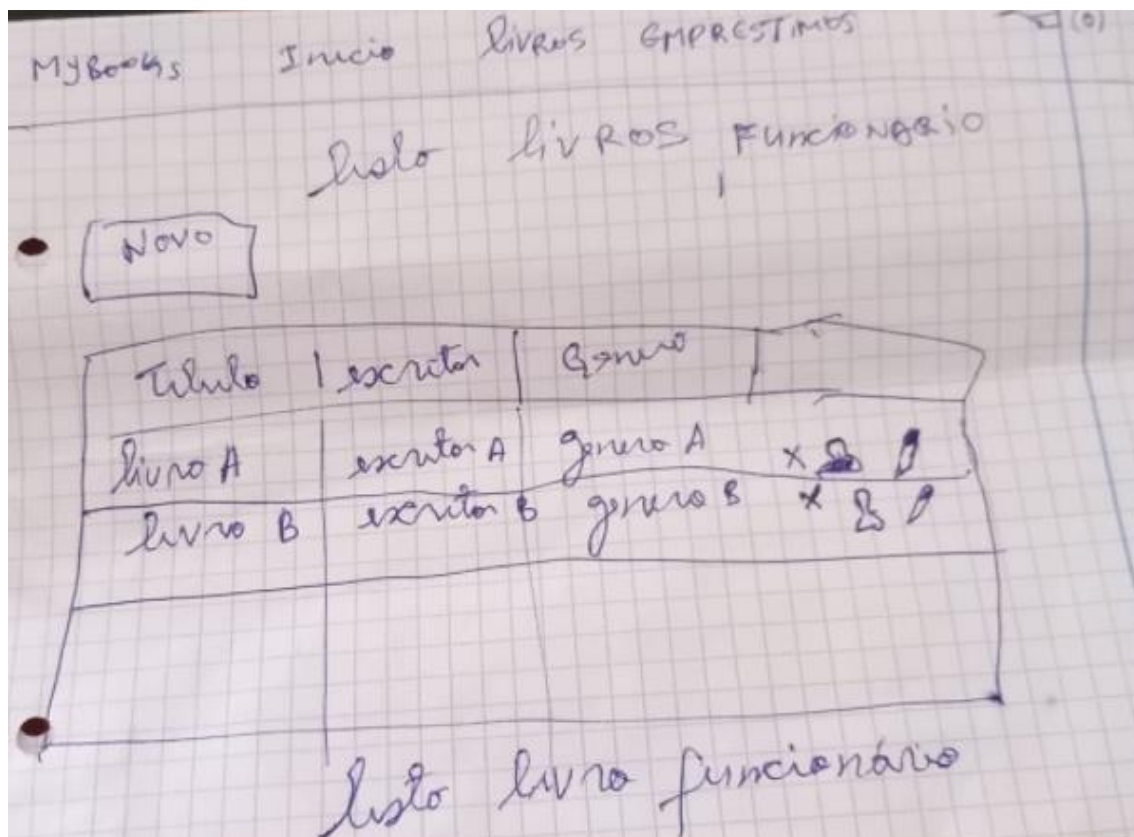 MyBooks Inicio livros EMPRESTIMOS (0)
lista livros Funcionario
Novo
Titulo escritor Genero
livro A escritor A genero A x
livro B escritor B genero B x
lista livro funcionário